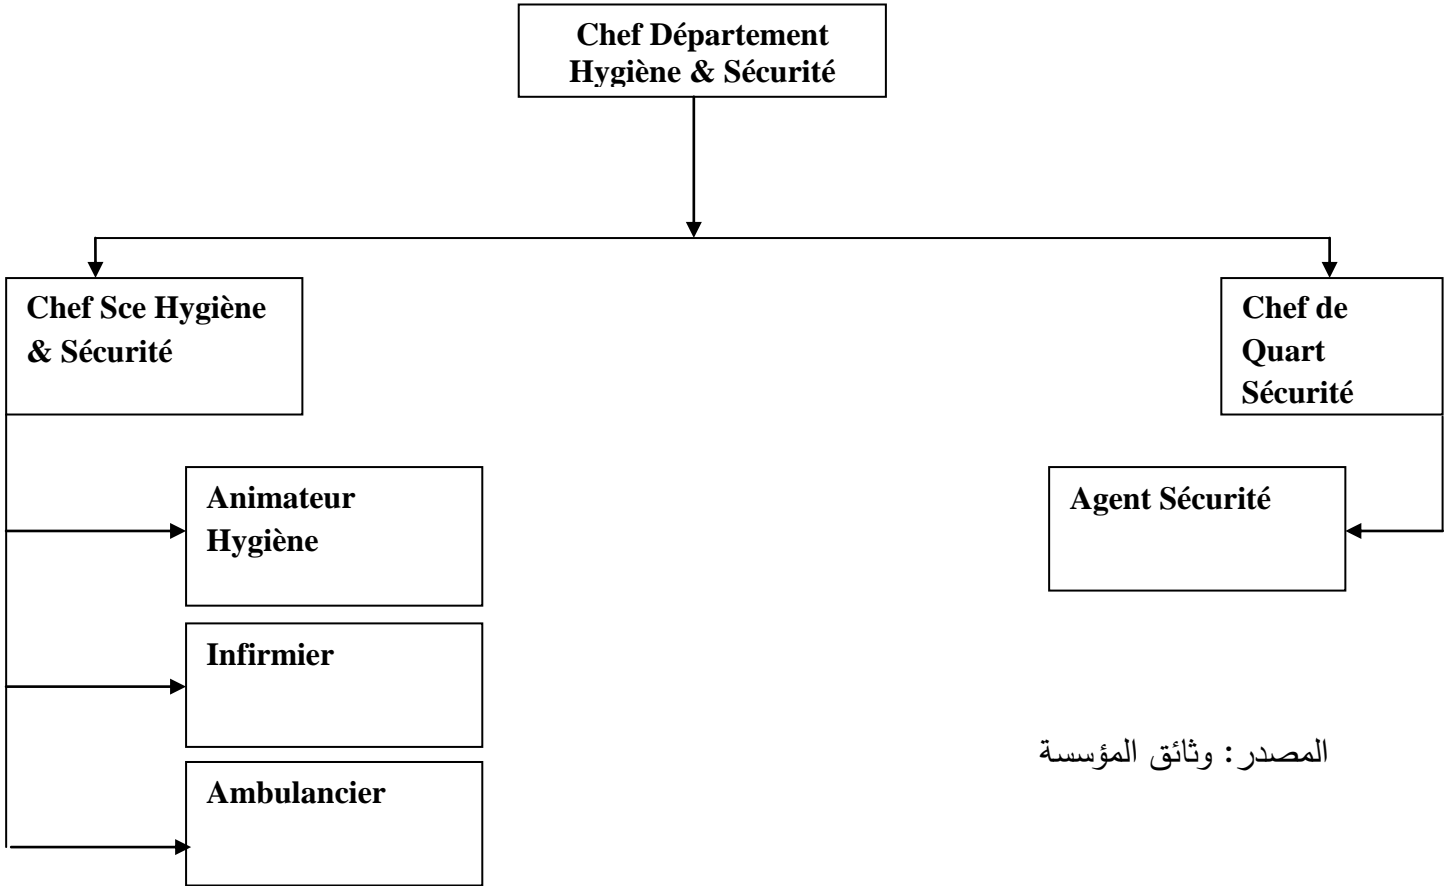 Chef Département
Hygiène & Sécurité
Chef Sce Hygiène
& Sécurité
Chef de
Quart
Sécurité
Animateur
Hygiène
Agent Sécurité
Infirmier
المصدر: وثائق المؤسسة
Ambulancier